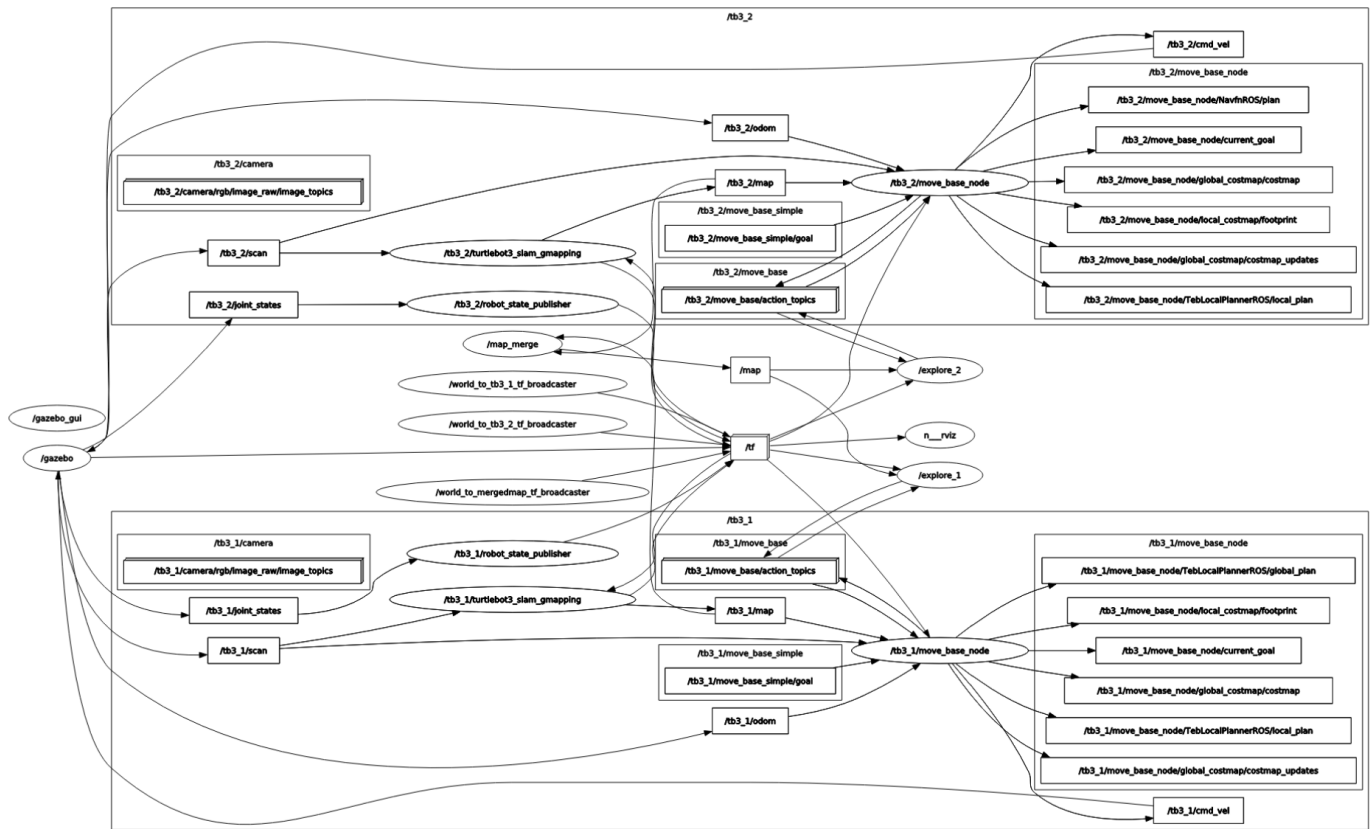 /tb3_2
/tb3_2/cmd_vel
/tb3_2/move_base_node
/tb3_2/move_base_node/NavfnROS/plan
/tb3_2/odom
/tb3_2/move_base_node/current_goal
/tb3_2/camera
/tb3_2/camera/rgb/image_raw/image_topics
/tb3_2/map
/tb3_2/move_base_node
/tb3_2/move_base_node/global_costmap/costmap
/tb3_2/move_base_simple
/tb3_2/move_base_simple/goal
/tb3_2/move_base_node/local_costmap/footprint
/tb3_2/scan
/tb3_2/turtlebot3_slam_gmapping
/tb3_2/move_base_node/global_costmap/costmap_updates
/tb3_2/move_base
/tb3_2/move_base/action_topics
/tb3_2/joint_states
/tb3_2/robot_state_publisher
/tb3_2/move_base_node/TebLocalPlannerROS/local_plan
/map_merge
/map
/explore_2
/world_to_tb3_1_tf_broadcaster
/gazebo_gui
/world_to_tb3_2_tf_broadcaster
/tf
n__rviz
/gazebo
/explore_1
/world_to_mergedmap_tf_broadcaster
/tb3_1
/tb3_1/camera
/tb3_1/camera/rgb/image_raw/image_topics
/tb3_1/robot_state_publisher
/tb3_1/move_base
/tb3_1/move_base/action_topics
/tb3_1/move_base_node
/tb3_1/move_base_node/TebLocalPlannerROS/global_plan
/tb3_1/joint_states
/tb3_1/turtlebot3_slam_gmapping
/tb3_1/map
/tb3_1/move_base_node/local_costmap/footprint
/tb3_1/scan
/tb3_1/move_base_node
/tb3_1/move_base_node/current_goal
/tb3_1/move_base_simple
/tb3_1/move_base_simple/goal
/tb3_1/move_base_node/global_costmap/costmap
/tb3_1/odom
/tb3_1/move_base_node/TebLocalPlannerROS/local_plan
/tb3_1/move_base_node/global_costmap/costmap_updates
/tb3_1/cmd_vel